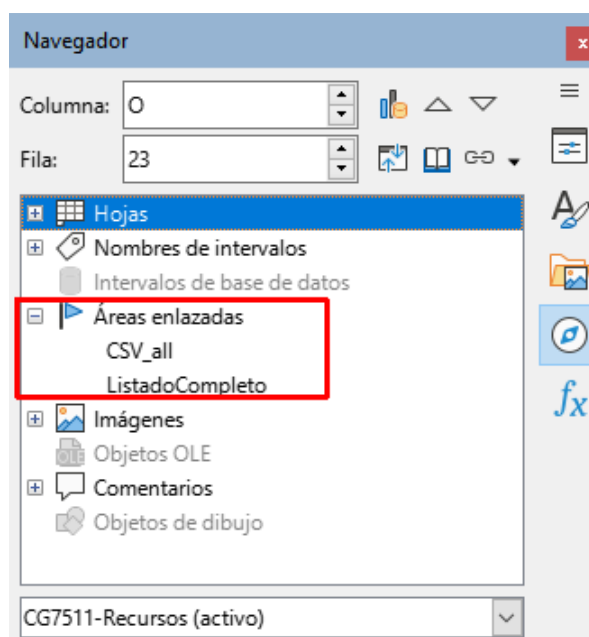 Navegador
x
Columna: O
Fila: 23
Hojas
Nombres de intervalos
Intervalos de base de datos
Áreas enlazadas
CSV_all
ListadoCompleto
Imágenes
Objetos OLE
Comentarios
Objetos de dibujo
CG7511-Recursos (activo)